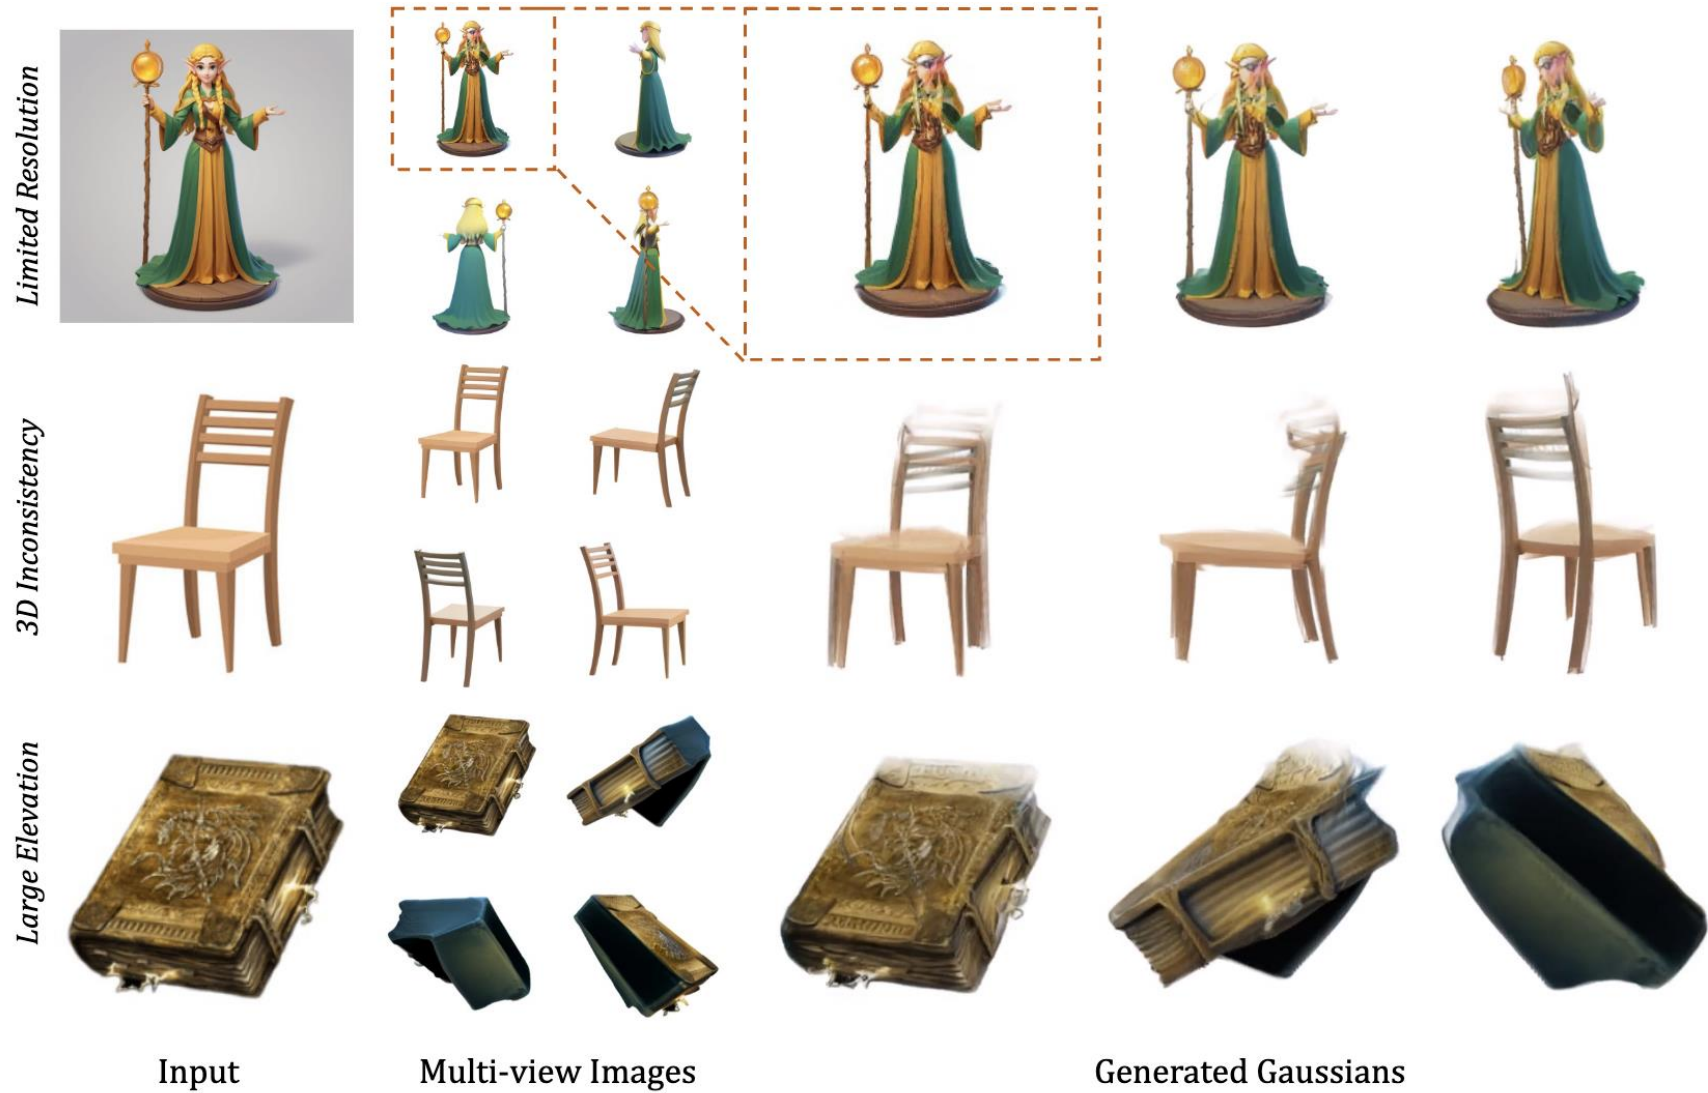 Limited Resolution
3D Inconsistency
Large Elevation
Input
Multi-view Images
Generated Gaussians